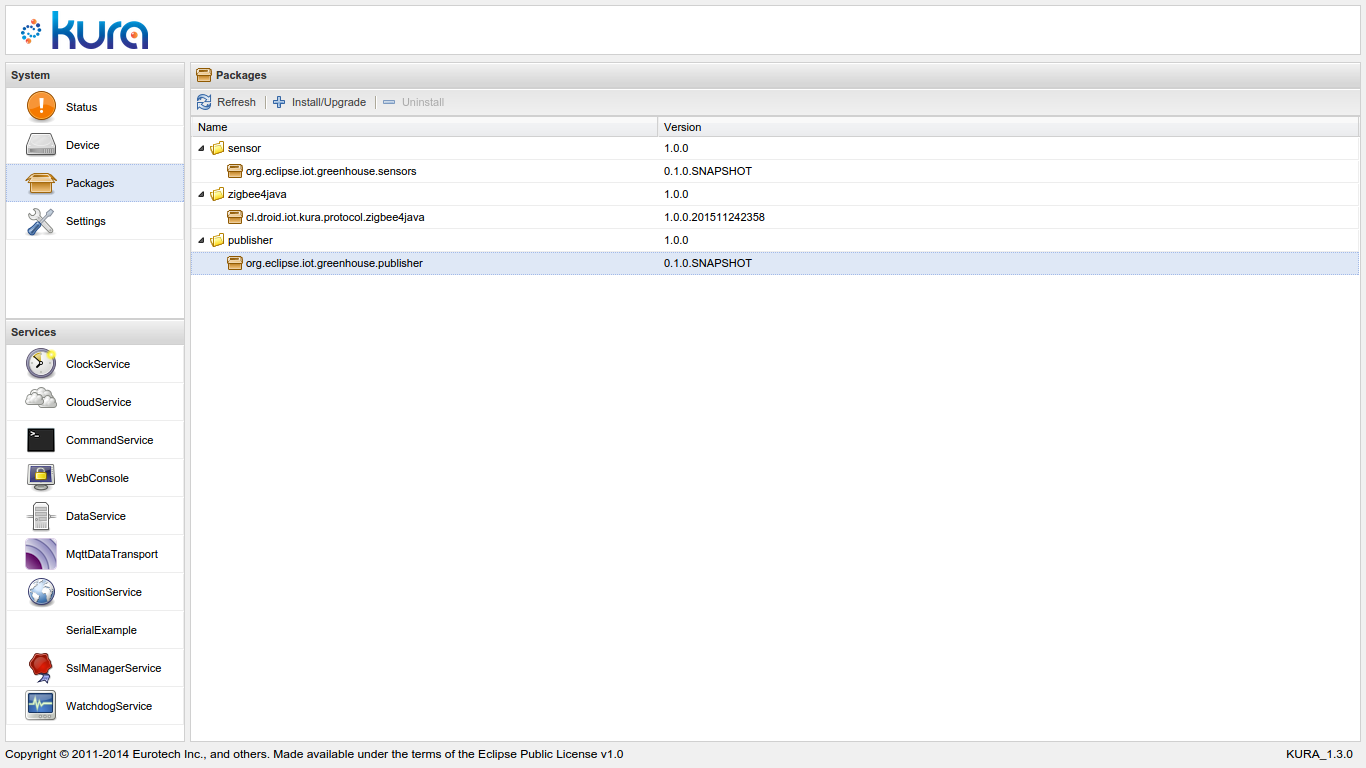 kura
System
Status
Device
Packages
Settings
Services
ClockService
CloudService
CommandService
WebConsole
DataService
MqttDataTransport
PositionService
SerialExample
SslManagerService
WatchdogService
Packages
Refresh Install/Upgrade Uninstall
Name Version
sensor 1.0.0
org.eclipse.iot.greenhouse.sensors 0.1.0.SNAPSHOT
zigbee4java 1.0.0
cl.droid.iot.kura.protocol.zigbee4java 1.0.0.201511242358
publisher 1.0.0
org.eclipse.iot.greenhouse.publisher 0.1.0.SNAPSHOT
Copyright © 2011-2014 Eurotech Inc., and others. Made available under the terms of the Eclipse Public License v1.0 KURA_1.3.0